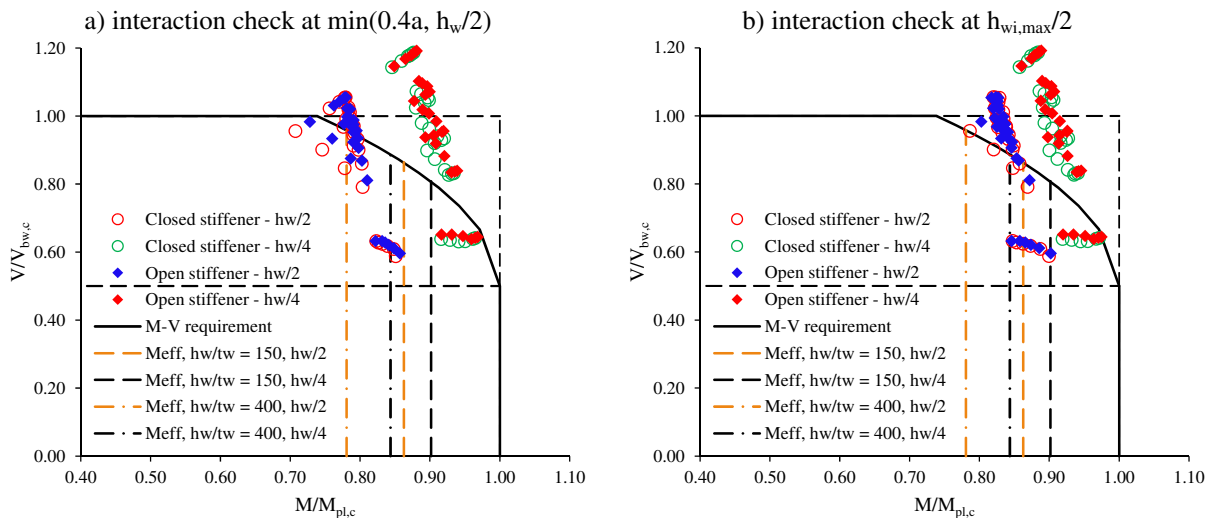 a) interaction check at min(0.4a, h_w/2)
1.20
1.00
0.80
0.60
0.40
0.20
0.00
V/V_bw,c
Closed stiffener - hw/2
Closed stiffener - hw/4
Open stiffener - hw/2
Open stiffener - hw/4
M-V requirement
Meff, hw/tw = 150, hw/2
Meff, hw/tw = 150, hw/4
Meff, hw/tw = 400, hw/2
Meff, hw/tw = 400, hw/4
0.40 0.50 0.60 0.70 0.80 0.90 1.00 1.10
M/M_pl,c
b) interaction check at h_wi,max/2
1.20
1.00
0.80
0.60
0.40
0.20
0.00
V/V_bw,c
Closed stiffener - hw/2
Closed stiffener - hw/4
Open stiffener - hw/2
Open stiffener - hw/4
M-V requirement
Meff, hw/tw = 150, hw/2
Meff, hw/tw = 150, hw/4
Meff, hw/tw = 400, hw/2
Meff, hw/tw = 400, hw/4
0.40 0.50 0.60 0.70 0.80 0.90 1.00 1.10
M/M_pl,c